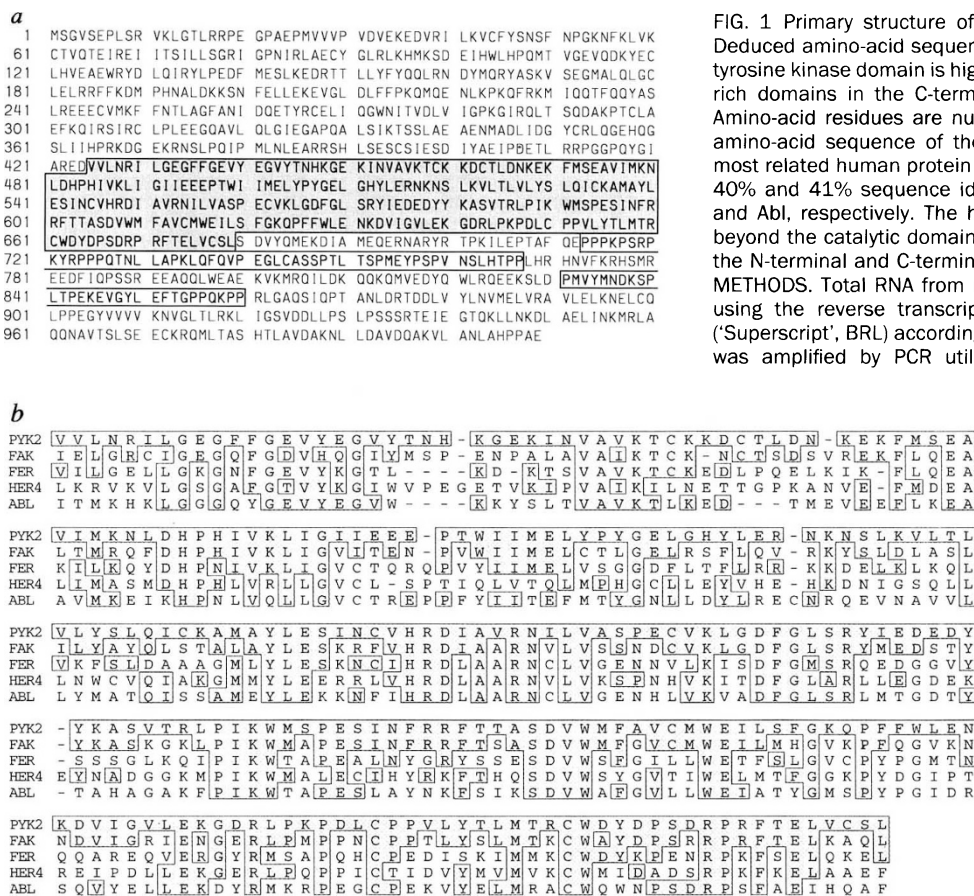 a
1 MSGVSEPLSR VKLGTLRRPE GPAEPMVVVP VDVEKEDVRI LKVCFYSNSF NPGKNFKLVK
61 CTVQTEIREI ITSILLSGRI GPNIRLAECY GLRLKHMKSD EIHWLHPQMT VGEVQDKYEC
121 LHVEAEWRYD LQIRYLPEDF MESLKEDRTT LLYFYQQLRN DYMQRYASKV SEGMALQLGC
181 LELRRFFKDM PHNALDKKSN FELLEKEVGL DLFFPKQMQE NLKPKQFRKM IQQTFQQYAS
241 LREEECVMKF FNTLAGFANI DQETYRCELI QGWNITVDLV IGPKGIRQLT SQDAKPTCLA
301 EFKQIRSIRC LPLEEGQAVL QLGIEGAPQA LSIKTSSLAE AENMADLIDG YCRLQGEHQG
361 SLIIHPRKDG EKRNSLPQIP MLNLEARRSH LSESCSIESD IYAEIPBETL RRPGGPQYGI
421 AREDVVLNRI LGEGFFGEVY EGVYTNHKGE KINVAVKTCK KDCTLDNKEK FMSEAVIMKN
481 LDHPHIVKLI GIIEEEPTWI IMELYPYGEL GHYLERNKNS LKVLTLVLYS LQICKAMAYL
541 ESINCVHRDI AVRNILVASP ECVKLGDFGL SRYIEDEDYY KASVTRLPIK WMSPESINFR
601 RFTTASDVWM FAVCMWEILS FGKQPFFWLE NKDVIGVLEK GDRLPKPDLC PPVLYTLMTR
661 CWDYDPSDRP RFTELVCSLS DVYQMEKDIA MEQERNARYR TPKILEPTAF QEPPPKPSRP
721 KYRPPPQTNL LAPKLQFQVP EGLCASSPTL TSPMEYPSPV NSLHTPPLHR HNVFKRHSMR
781 EEDFIQPSSR EEAQQLWEAE KVKMRQILDK QQKQMVEDYQ WLRQEEKSLD PMVYMNDKSP
841 LTPEKEVGYL EFTGPPQKPP RLGAQSIQPT ANLDRTDDLV YLNVMELVRA VLELKNELCQ
901 LPPEGYVVVV KNVGLTLRKL IGSVDDLLPS LPSSSRTEIE GTQKLLNKDL AELINKMRLA
961 QQNAVTSLSE ECKRQMLTAS HTLAVDAKNL LDAVDQAKVL ANLAHPPAE
FIG. 1 Primary structure of
Deduced amino-acid sequen
tyrosine kinase domain is hig
rich domains in the C-term
Amino-acid residues are nu
amino-acid sequence of the
most related human protein
40% and 41% sequence id
and Abl, respectively. The h
beyond the catalytic domain
the N-terminal and C-termin
METHODS. Total RNA from
using the reverse transcrip
('Superscript', BRL) accordin
was amplified by PCR util
b
PYK2 VVLNRILGEGFFGEVYEGVYTNH-KGEKINVAVKTCKKDCTLDN-KEKFMSEA
FAK IELGRCIGEGQFGDVHQGIYMSP-ENPALAVAIKTCK-NCTSDSVREKFLQEA
FER VILGELLGKGNFGEVYKGTL----KD-KTSVAVKTCKEDLPQELKIK-FLQEA
HER4 LKRVKVLGSGAFGTVYKGIWVPEGETVKIPVAIKILNETTGPKANVE-FMDEA
ABL ITMKHKLGGGQYGEVYEGVW----KKYSLTVAVKTLKED---TMEVEEFLKEA
PYK2 VIMKNLDHPHIVKLIGIIEEE-PTWIIMELYPYGELGHYLER-NKNSLKVLTL
FAK LTMRQFDHPHIVKLIGVITEN-PVWIIMELCTLGELRSFLQV-RKYSLDLASL
FER KILKQYDHPNIVKLIGVCTQRQPVYIIMELVSGGDFLTFLRR-KKDELKLKQL
HER4 LIMASMDHPHLVRLLGVCL-SPTIQLVTQLMPHGCLLEYVHE-HKDNIGSQLL
ABL AVMKEIKHPNLVQLLGVCTREPPFYIITEFMTYGNLLDYLRECNRQEVNAVVL
PYK2 VLYSLQICKAMAYLESINCVHRDIAVRNILVASPECVKLGDFGLSRYIEDEDY
FAK ILYAYQLSTALAYLESKRFVHRDIAARNVLVSSNDCVKLGDFGLSRYMEDSTY
FER VKFSLDAAAGMLYLESKNCIHRDLAARNCLVGENNVLKISDFGMSRQEDGGVY
HER4 LNWCVQIAKGMMYLEERRLVHRDLAARNVLVKSPNHVKITDFGLARLLEGDEK
ABL LYMATQISSAMEYLEKKNFIHRDLAARNCLVGENHLVKVADFGLSRLMTGDTY
PYK2 -YKASVTRLPIKWMSPESINFRRFTTASDVWMFAVCMWEILSFGKQPFFWLEN
FAK -YKASKGKLPIKWMAPESINFRRFTSASDVWMFGVCMWEILMHGVKPFQGVKN
FER -SSSGLKQIPIKWTAPEALNYGRYSSESDVWSFGILLWETFSLGVCPYPGMTN
HER4 EYNADGGKMPIKWMALECIHYRKFTHQSDVWSYGVTIWELMTFGGKPYDGIPT
ABL -TAHAGAKFPIKWTAPESLAYNKFSIKSDVWAFGVLLWEIATYGMSPYPGIDR
PYK2 KDVIGVLEKGDRLPKPDLCPPVLYTLMTRCWDYDPSDRPRFTELVCSL
FAK NDVIGRIENGERLPMPPNCPPTLYSLMTKCWAYDPSRRPRFTELKAQL
FER QQAREQVERGYRMSAPQHCPEDISKIMMKCWDYKPENRPKFSELQKEL
HER4 REIPDLLEKGERLPQPPICTIDVYMVMVKCWMIDADSRPKFKELAAEF
ABL SQVYELLEKDYRMKRPEGCPEKVYELMRACWQWNPSDRPSFAEIHQAF